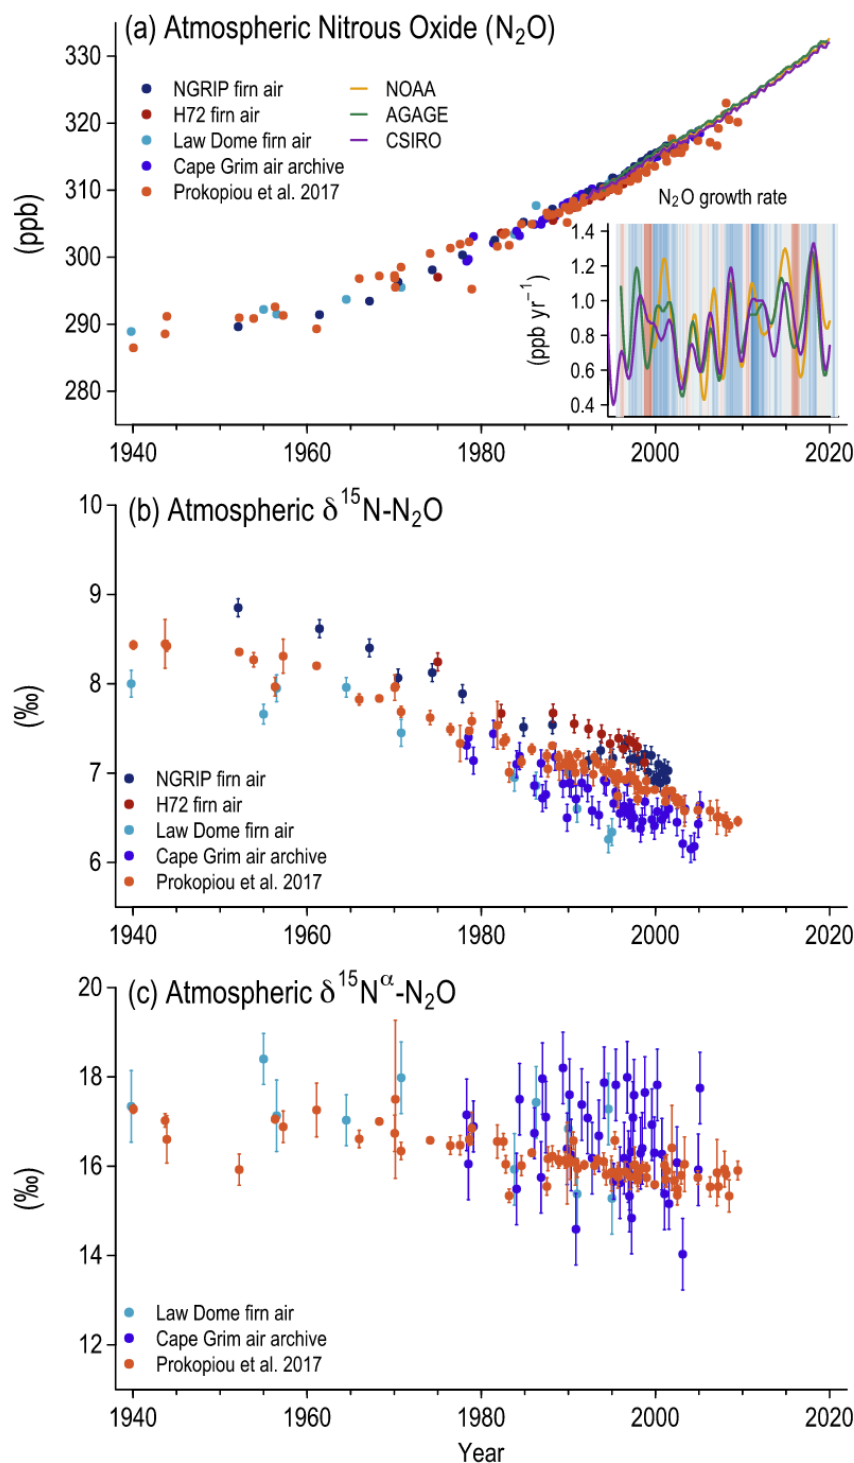 (a) Atmospheric Nitrous Oxide (N₂O)
330
320
310
300
290
280
(ppb)
NGRIP firn air
H72 firn air
Law Dome firn air
Cape Grim air archive
Prokopiou et al. 2017
NOAA
AGAGE
CSIRO
N₂O growth rate
1.4
1.2
1.0
0.8
0.6
0.4
(ppb yr⁻¹)
1940 1960 1980 2000 2020
(b) Atmospheric δ¹⁵N-N₂O
10
9
8
7
6
(‰)
NGRIP firn air
H72 firn air
Law Dome firn air
Cape Grim air archive
Prokopiou et al. 2017
1940 1960 1980 2000 2020
(c) Atmospheric δ¹⁵Nᵅ-N₂O
20
18
16
14
12
(‰)
Law Dome firn air
Cape Grim air archive
Prokopiou et al. 2017
1940 1960 1980 2000 2020
Year